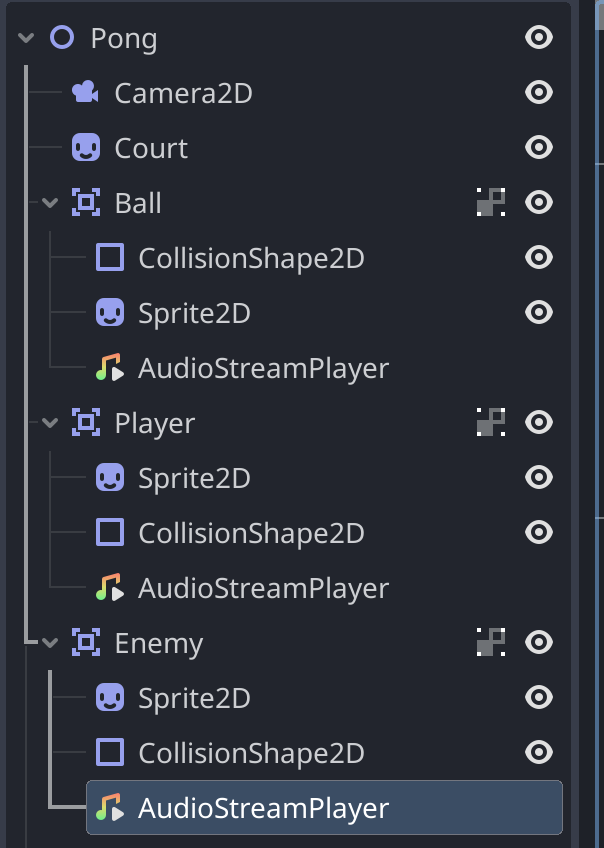 Pong
Camera2D
Court
Ball
CollisionShape2D
Sprite2D
AudioStreamPlayer
Player
Sprite2D
CollisionShape2D
AudioStreamPlayer
Enemy
Sprite2D
CollisionShape2D
AudioStreamPlayer